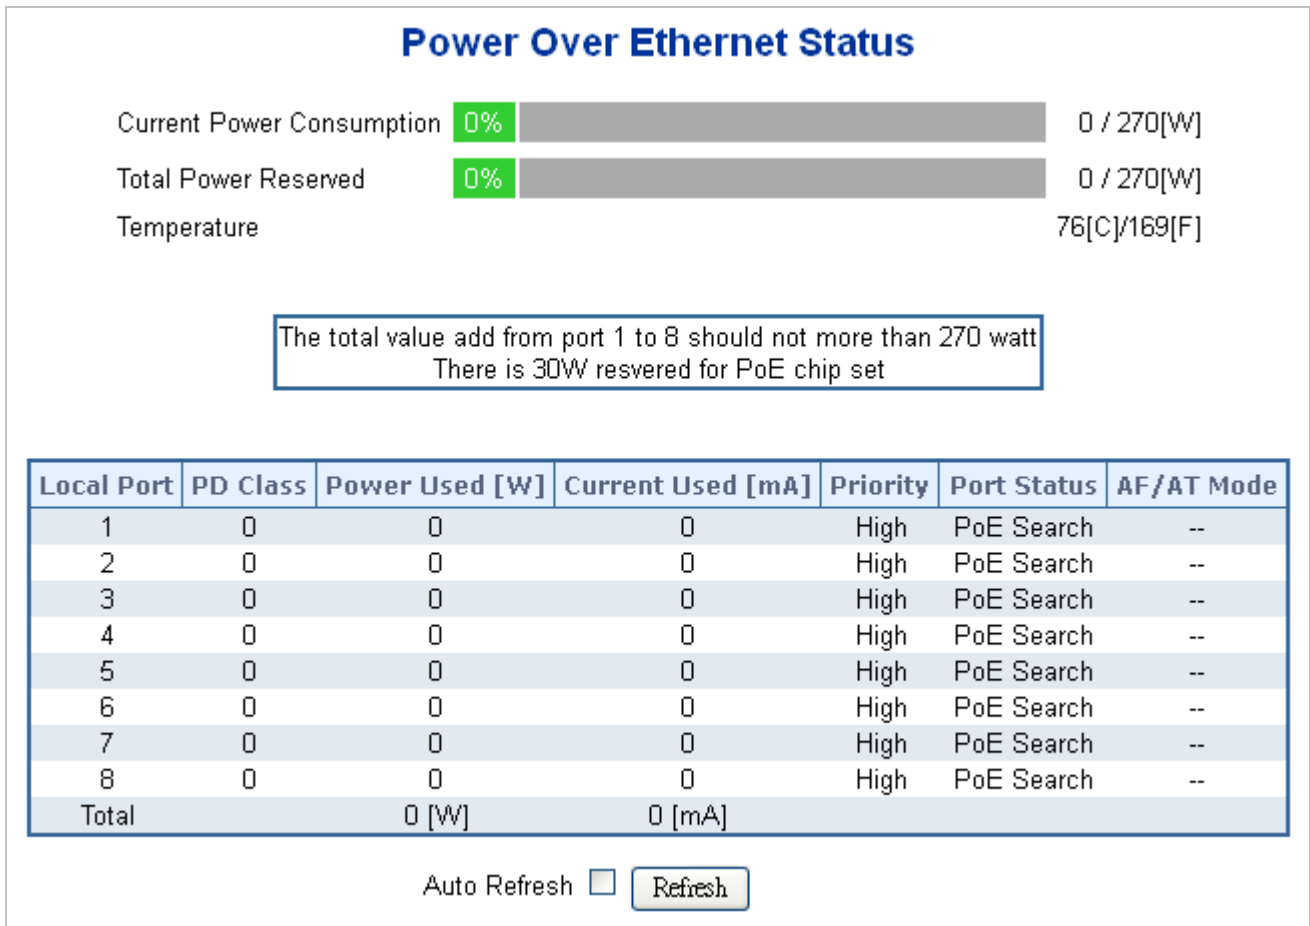 Power Over Ethernet Status
Current Power Consumption 0% 0 / 270[W]
Total Power Reserved 0% 0 / 270[W]
Temperature 76[C]/169[F]
The total value add from port 1 to 8 should not more than 270 watt
There is 30W resvered for PoE chip set
Local Port PD Class Power Used [W] Current Used [mA] Priority Port Status AF/AT Mode
1 0 0 0 High PoE Search --
2 0 0 0 High PoE Search --
3 0 0 0 High PoE Search --
4 0 0 0 High PoE Search --
5 0 0 0 High PoE Search --
6 0 0 0 High PoE Search --
7 0 0 0 High PoE Search --
8 0 0 0 High PoE Search --
Total 0 [W] 0 [mA]
Auto Refresh Refresh